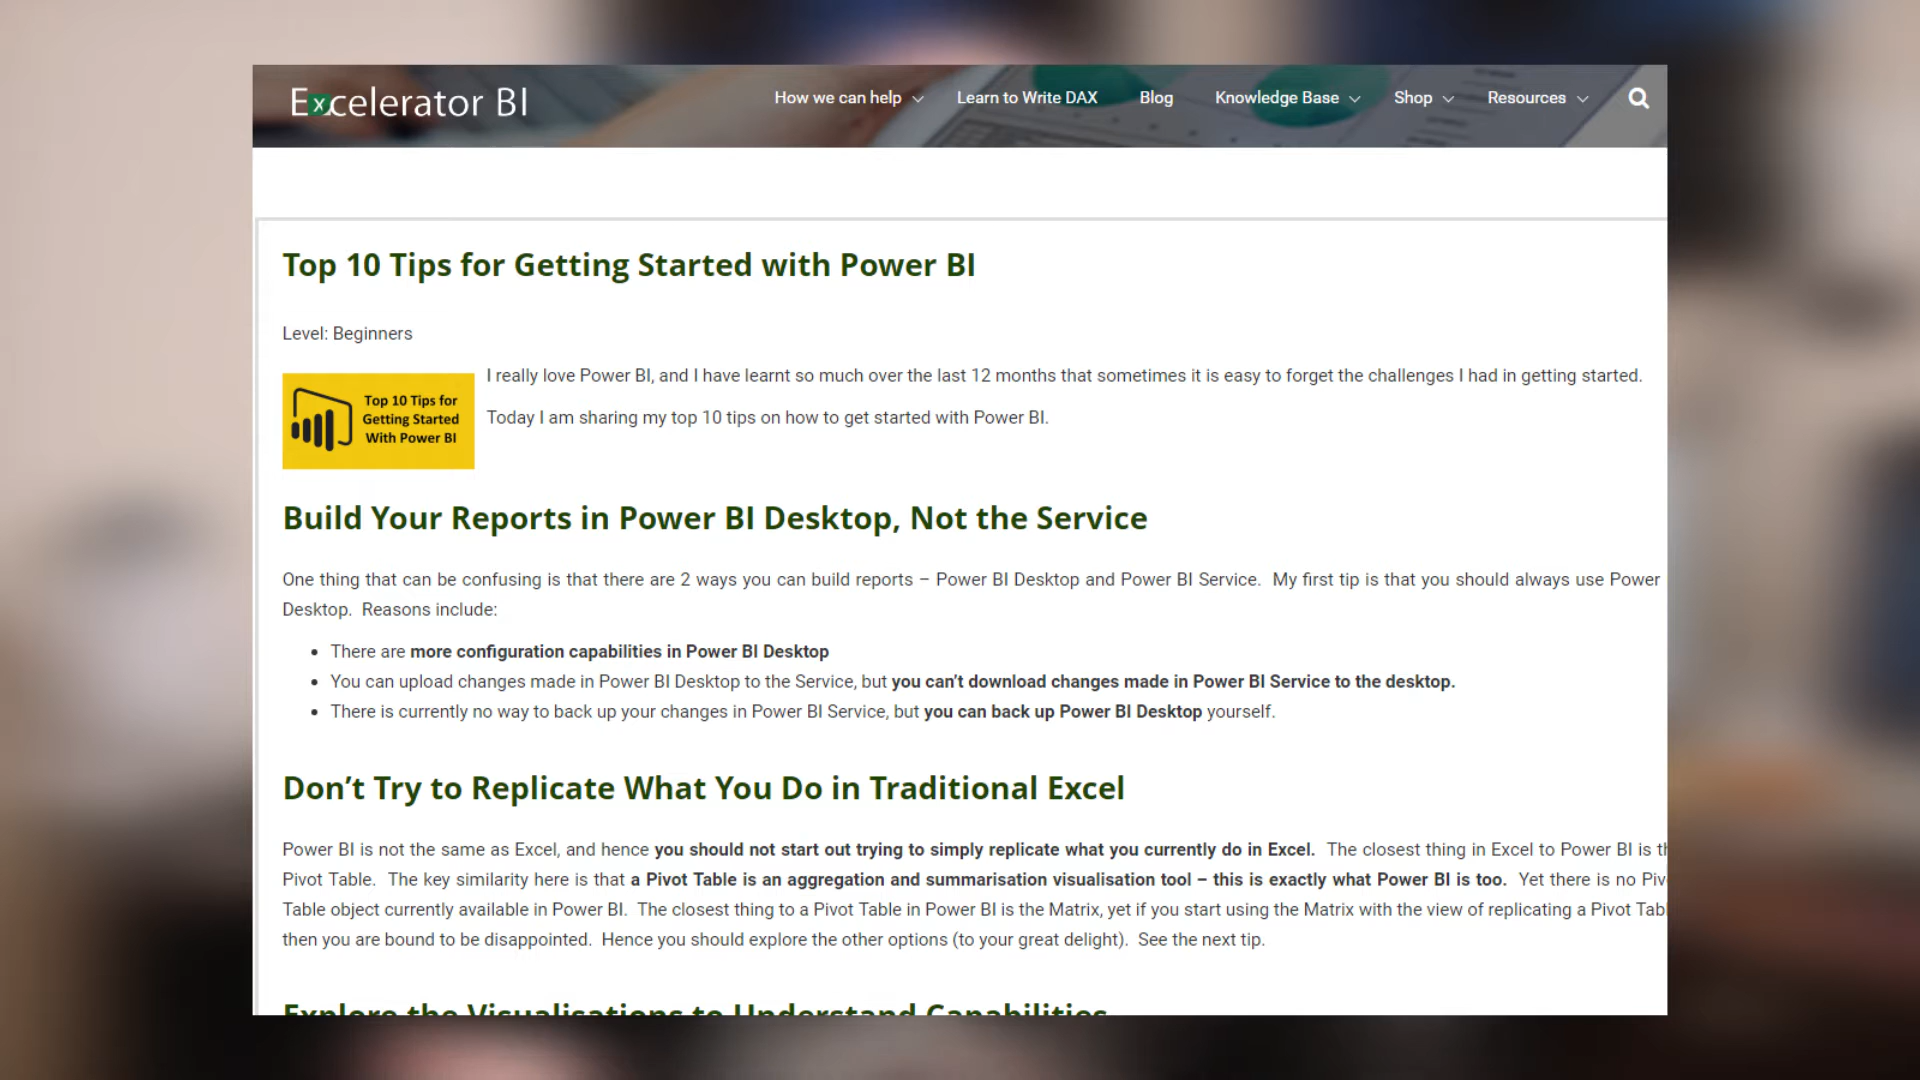 Excelerator BI
How we can help
Learn to Write DAX
Blog
Knowledge Base
Shop
Resources
Top 10 Tips for Getting Started with Power BI
Level: Beginners
Top 10 Tips for
Getting Started
With Power BI
I really love Power BI, and I have learnt so much over the last 12 months that sometimes it is easy to forget the challenges I had in getting started.
Today I am sharing my top 10 tips on how to get started with Power BI.
Build Your Reports in Power BI Desktop, Not the Service
One thing that can be confusing is that there are 2 ways you can build reports – Power BI Desktop and Power BI Service. My first tip is that you should always use Power
Desktop. Reasons include:
• There are more configuration capabilities in Power BI Desktop
• You can upload changes made in Power BI Desktop to the Service, but you can’t download changes made in Power BI Service to the desktop.
• There is currently no way to back up your changes in Power BI Service, but you can back up Power BI Desktop yourself.
Don’t Try to Replicate What You Do in Traditional Excel
Power BI is not the same as Excel, and hence you should not start out trying to simply replicate what you currently do in Excel. The closest thing in Excel to Power BI is
Pivot Table. The key similarity here is that a Pivot Table is an aggregation and summarisation visualisation tool – this is exactly what Power BI is too. Yet there is no
Table object currently available in Power BI. The closest thing to a Pivot Table in Power BI is the Matrix, yet if you start using the Matrix with the view of replicating a Pivot
then you are bound to be disappointed. Hence you should explore the other options (to your great delight). See the next tip.
Explore the Visualisations to Understand Capabilities